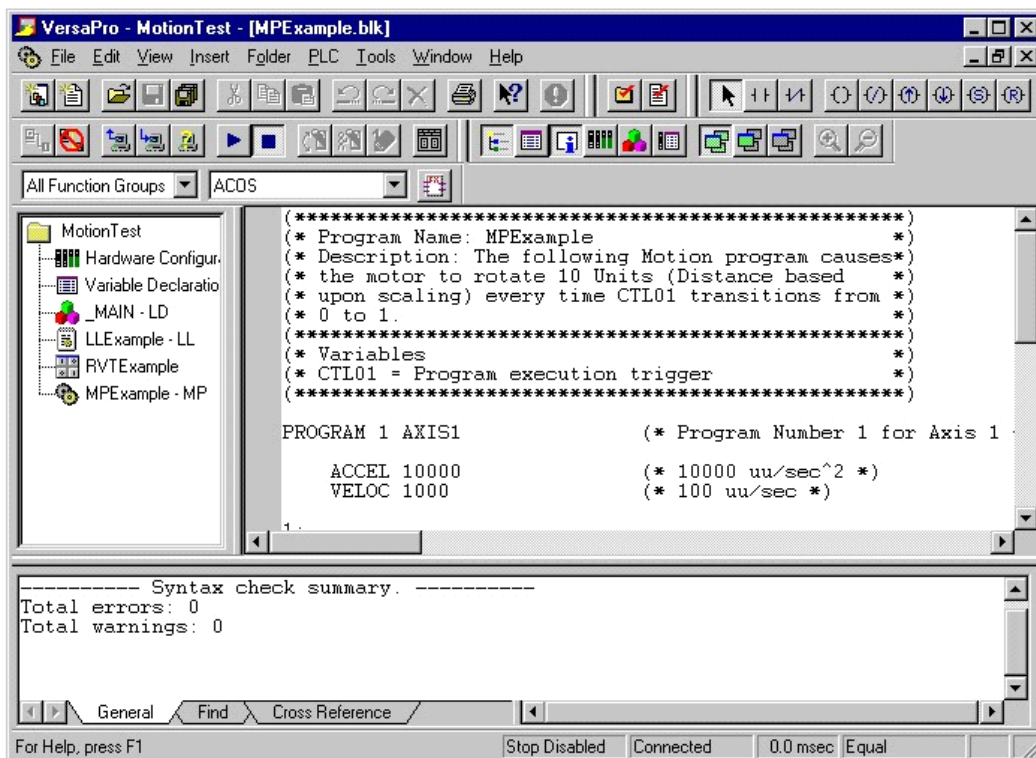 VersaPro - MotionTest - [MPExample.blk]
File Edit View Insert Folder PLC Tools Window Help
All Function Groups ACOS
MotionTest
Hardware Configur
Variable Declaratio
_MAIN - LD
LLExample - LL
RVTExample
MPExample - MP
(***************************************************)
(* Program Name: MPExample *)
(* Description: The following Motion program causes*)
(* the motor to rotate 10 Units (Distance based *)
(* upon scaling) every time CTL01 transitions from *)
(* 0 to 1. *)
(***************************************************)
(* Variables *)
(* CTL01 = Program execution trigger *)
(***************************************************)
PROGRAM 1 AXIS1 (* Program Number 1 for Axis 1
ACCEL 10000 (* 10000 uu/sec^2 *)
VELOC 1000 (* 100 uu/sec *)
1:
---------- Syntax check summary. ----------
Total errors: 0
Total warnings: 0
General Find Cross Reference
For Help, press F1 Stop Disabled Connected 0.0 msec Equal